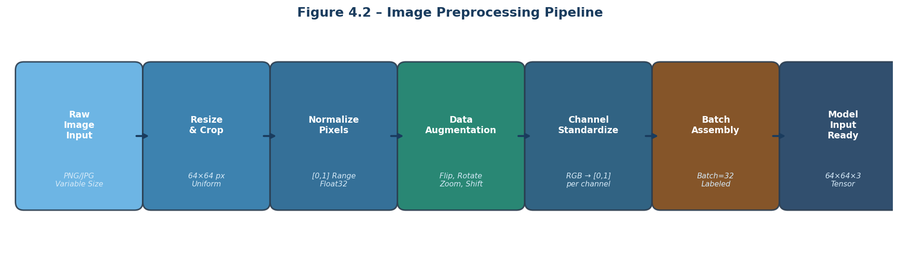 Figure 4.2 – Image Preprocessing Pipeline
Raw
Image
Input
PNG/JPG
Variable Size
Resize
& Crop
64×64 px
Uniform
Normalize
Pixels
[0,1] Range
Float32
Data
Augmentation
Flip, Rotate
Zoom, Shift
Channel
Standardize
RGB → [0,1]
per channel
Batch
Assembly
Batch=32
Labeled
Model
Input
Ready
64×64×3
Tensor